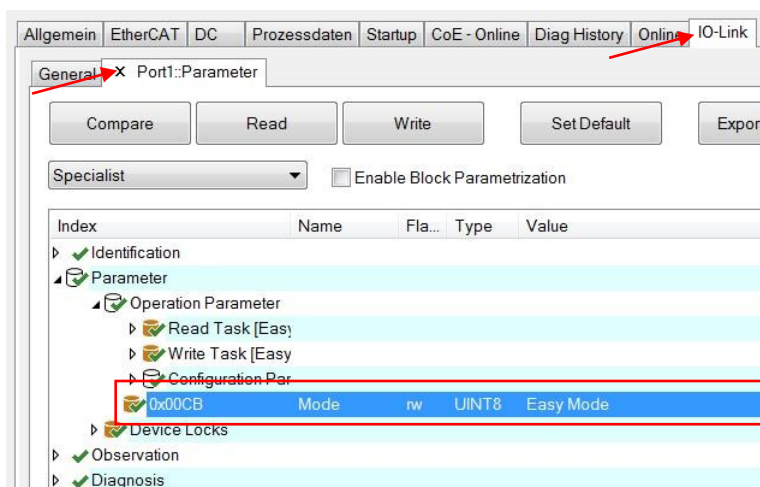 Allgemein EtherCAT DC Prozessdaten Startup CoE - Online Diag History Online IO-Link
General X Port1::Parameter
Compare Read Write Set Default Expor
Specialist Enable Block Parametrization
Index Name Fla... Type Value
Identification
Parameter
Operation Parameter
Read Task [Easy
Write Task [Easy
Configuration Par
0x00CB Mode rw UINT8 Easy Mode
Device Locks
Observation
Diagnosis